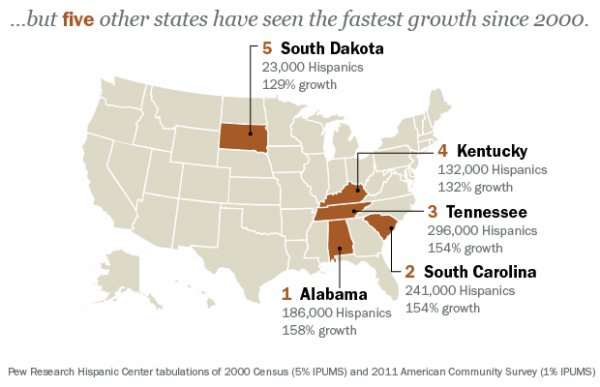 ...but five other states have seen the fastest growth since 2000.
5 South Dakota
23,000 Hispanics
129% growth
4 Kentucky
132,000 Hispanics
132% growth
3 Tennessee
296,000 Hispanics
154% growth
2 South Carolina
241,000 Hispanics
154% growth
1 Alabama
186,000 Hispanics
158% growth
Pew Research Hispanic Center tabulations of 2000 Census (5% IPUMS) and 2011 American Community Survey (1% IPUMS)